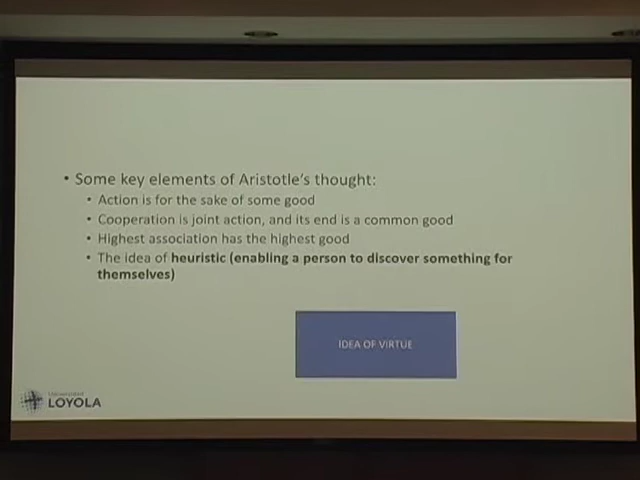 • Some key elements of Aristotle's thought:
• Action is for the sake of some good
• Cooperation is joint action, and its end is a common good
• Highest association has the highest good
• The idea of heuristic (enabling a person to discover something for
themselves)
IDEA OF VIRTUE
LOYOLA